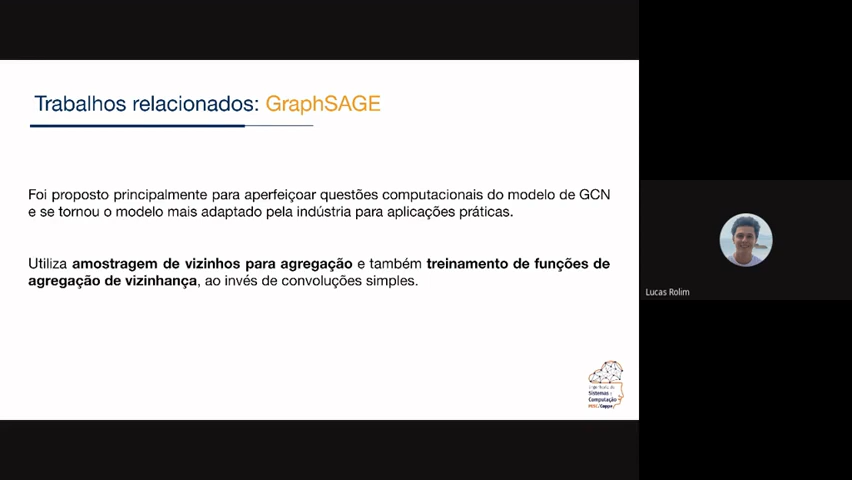 Trabalhos relacionados: GraphSAGE
Foi proposto principalmente para aperfeiçoar questões computacionais do modelo de GCN
e se tornou o modelo mais adaptado pela indústria para aplicações práticas.
Utiliza amostragem de vizinhos para agregação e também treinamento de funções de
agregação de vizinhança, ao invés de convoluções simples.
Sistemas
Computação
Lucas Rolim